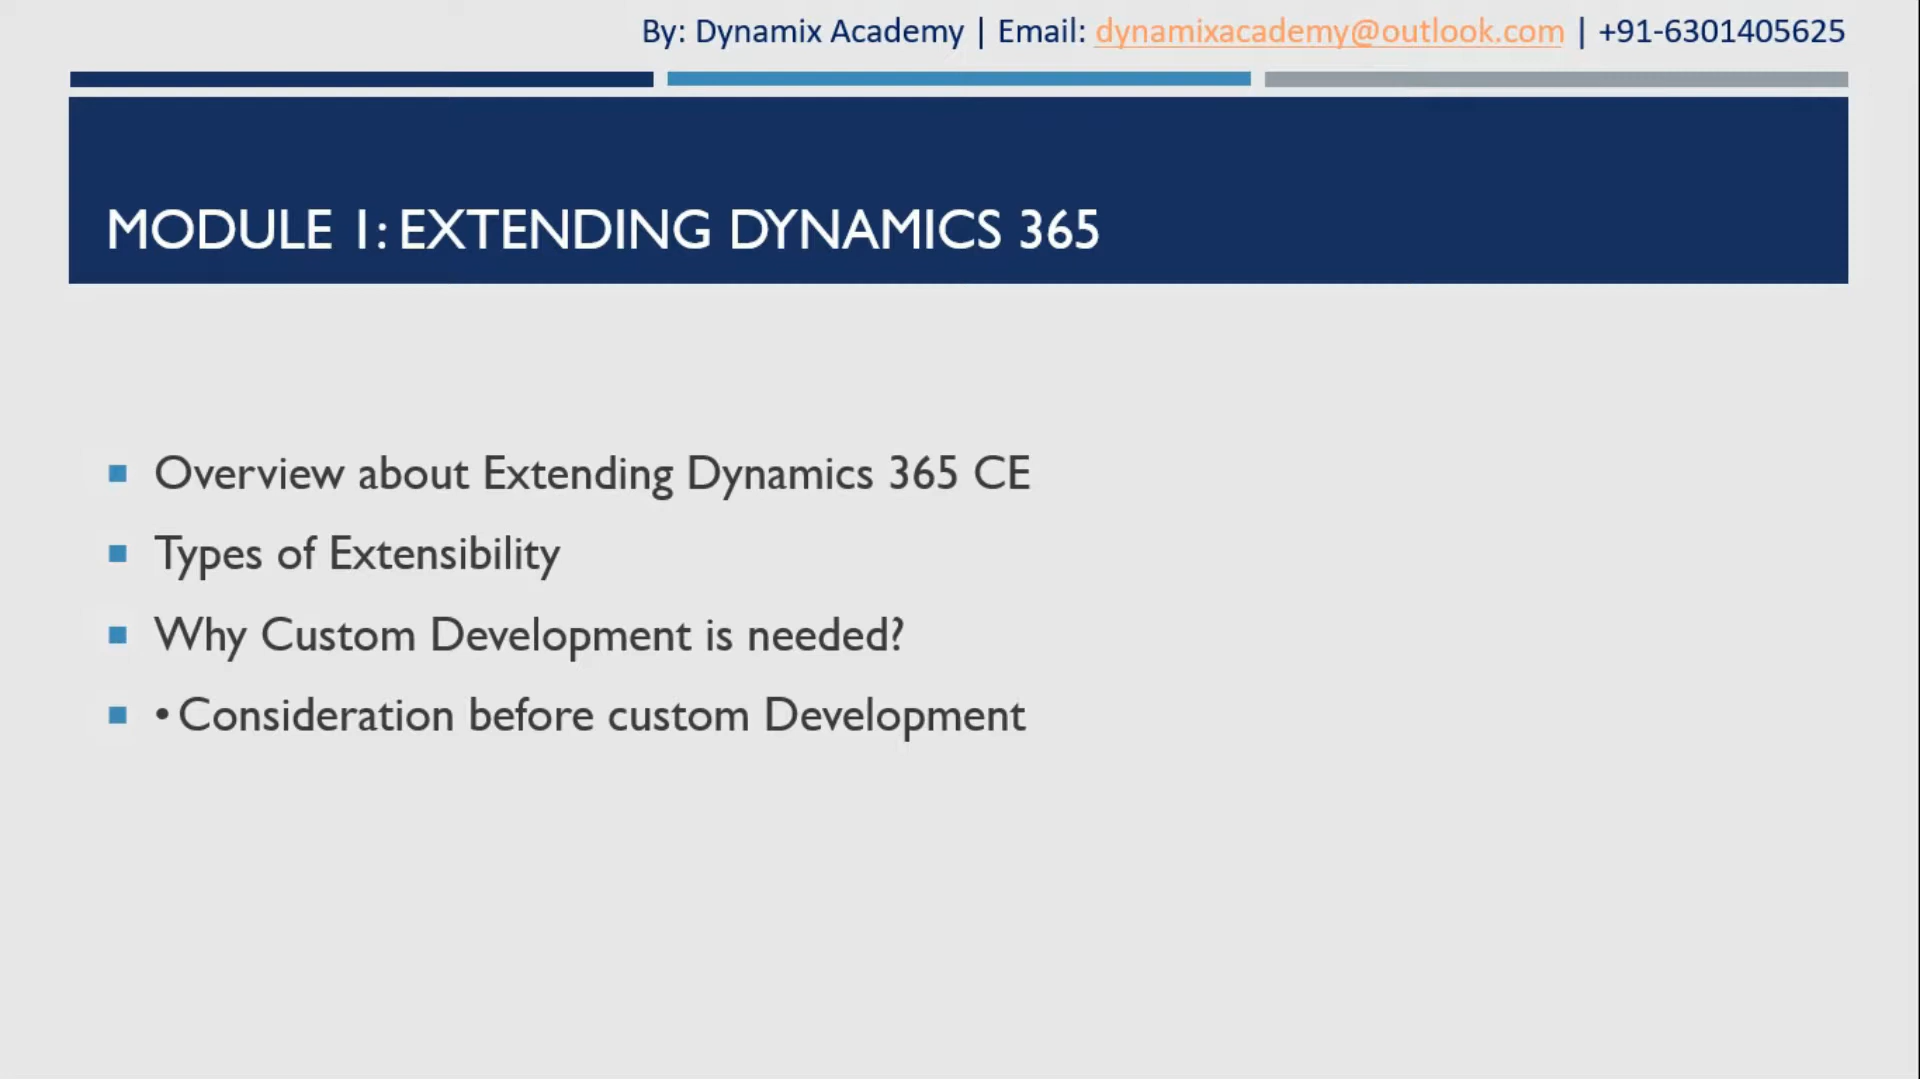 By: Dynamix Academy | Email: dynamixacademy@outlook.com | +91-6301405625
MODULE 1: EXTENDING DYNAMICS 365
Overview about Extending Dynamics 365 CE
Types of Extensibility
Why Custom Development is needed?
• Consideration before custom Development